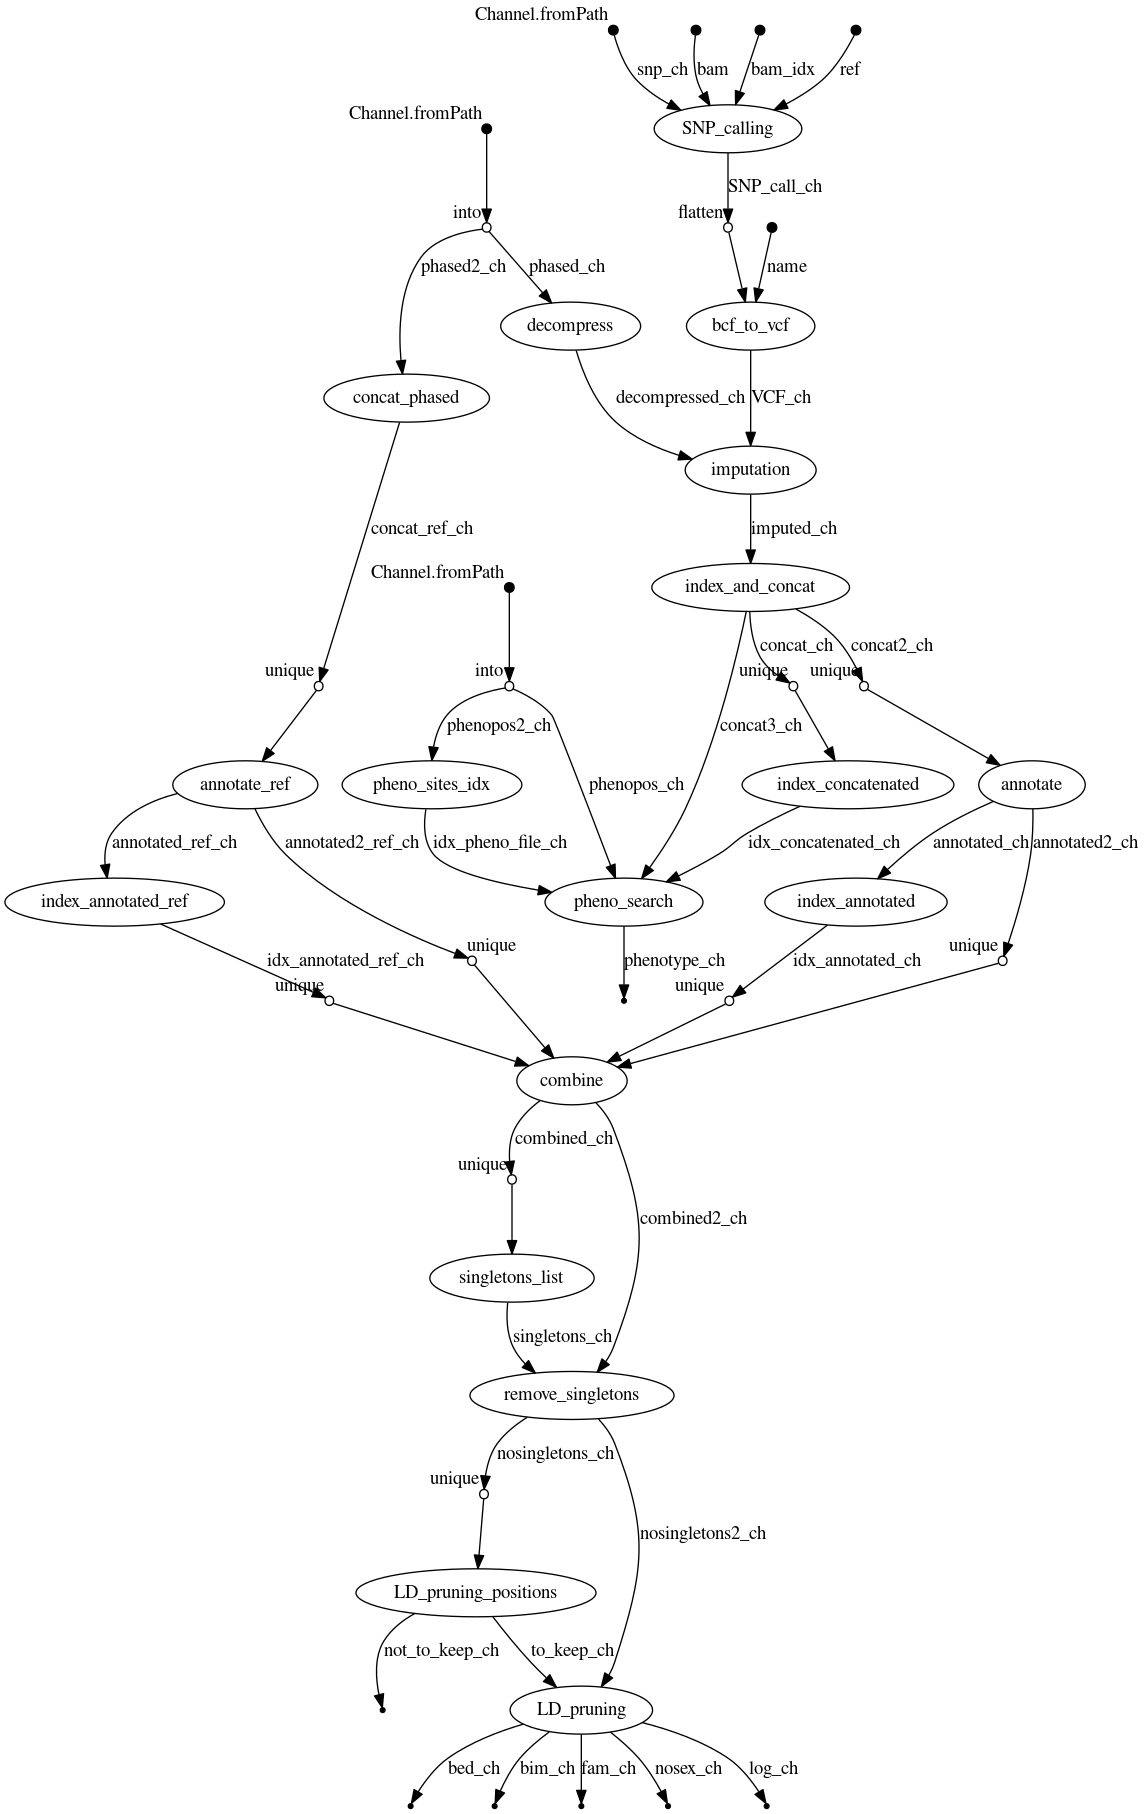 Channel.fromPath
snp_ch
bam
bam_idx
ref
Channel.fromPath
SNP_calling
SNP_call_ch
into
flatten
phased2_ch
phased_ch
name
decompress
bcf_to_vcf
concat_phased
decompressed_ch
VCF_ch
imputation
concat_ref_ch
imputed_ch
Channel.fromPath
index_and_concat
concat_ch
concat2_ch
unique
into
unique
unique
phenopos2_ch
concat3_ch
annotate_ref
pheno_sites_idx
phenopos_ch
index_concatenated
annotate
annotated_ref_ch
annotated2_ref_ch
idx_pheno_file_ch
idx_concatenated_ch
annotated_ch
annotated2_ch
index_annotated_ref
pheno_search
index_annotated
unique
unique
idx_annotated_ref_ch
phenotype_ch
idx_annotated_ch
unique
unique
combine
combined_ch
unique
combined2_ch
singletons_list
singletons_ch
remove_singletons
nosingletons_ch
unique
nosingletons2_ch
LD_pruning_positions
not_to_keep_ch
to_keep_ch
LD_pruning
bed_ch
bim_ch
fam_ch
nosex_ch
log_ch